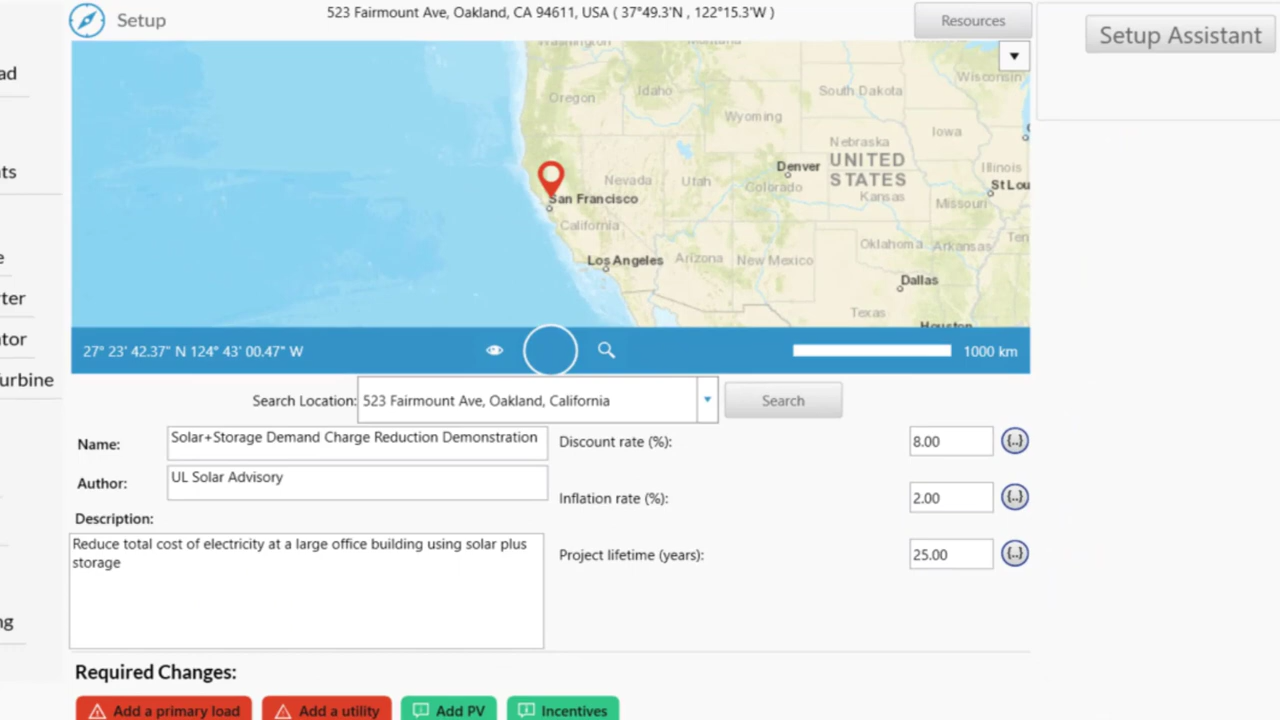 Setup
523 Fairmount Ave, Oakland, CA 94611, USA ( 37°49.3'N , 122°15.3'W )
Resources
Setup Assistant
ad
ts
e
ter
tor
urbine
ng
Washington
Montana
Oregon
Idaho
South Dakota
Wisconsin
Wyoming
Nebraska
Iowa
Denver
UNITED
STATES
Illinois
Nevada
Utah
Colorado
Kansas
St Lou
San Francisco
Missouri
California
Oklahoma
Arkansas
Ten
Los Angeles
Arizona
New Mexico
Dallas
Texas
Houston
27° 23' 42.37" N 124° 43' 00.47" W
1000 km
Search Location:
523 Fairmount Ave, Oakland, California
Search
Name:
Solar+Storage Demand Charge Reduction Demonstration
Author:
UL Solar Advisory
Description:
Reduce total cost of electricity at a large office building using solar plus
storage
Discount rate (%):
8.00
{..}
Inflation rate (%):
2.00
{..}
Project lifetime (years):
25.00
{..}
Required Changes:
Add a primary load
Add a utility
Add PV
Incentives